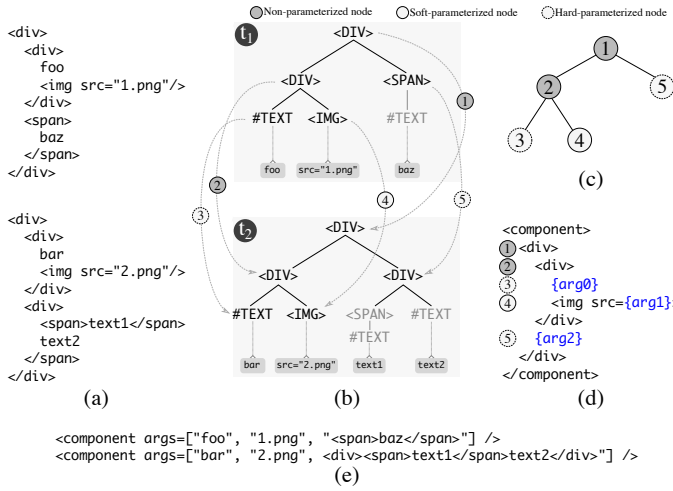 Non-parameterized node Soft-parameterized node Hard-parameterized node
<div>
  <div>
    foo
    <img src="1.png"/>
  </div>
  <span>
    baz
  </span>
</div>
<div>
  <div>
    bar
    <img src="2.png"/>
  </div>
  <div>
    <span>text1</span>
    text2
  </span>
</div>
(a)
t1
<DIV>
<DIV> <SPAN>
#TEXT <IMG> #TEXT
foo src="1.png" baz
1
2
3
4
5
t2
<DIV>
<DIV> <DIV>
#TEXT <IMG> <SPAN> #TEXT
#TEXT
bar src="2.png" text1 text2
(b)
1
2 5
3 4
(c)
<component>
1 <div>
2 <div>
3 {arg0}
4 <img src={arg1}
</div>
5 {arg2}
</div>
</component>
(d)
<component args=["foo", "1.png", "<span>baz</span>"] />
<component args=["bar", "2.png", <div><span>text1</span>text2</div>"] />
(e)